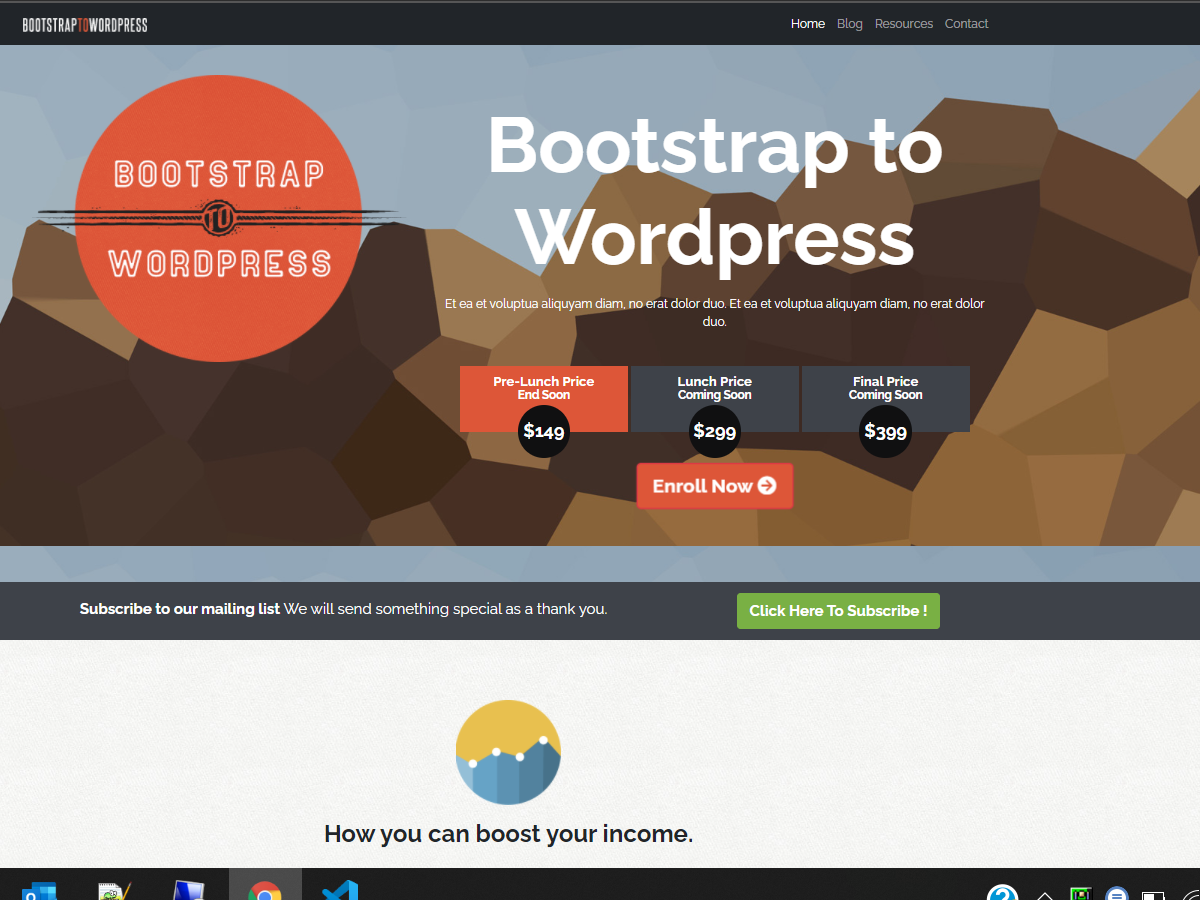 BOOTSTRAPTOWORDPRESS
Home Blog Resources Contact
BOOTSTRAP
TO
WORDPRESS
Bootstrap to
Wordpress
Et ea et voluptua aliquyam diam, no erat dolor duo. Et ea et voluptua aliquyam diam, no erat dolor
duo.
Pre-Lunch Price
End Soon
$149
Lunch Price
Coming Soon
$299
Final Price
Coming Soon
$399
Enroll Now
Subscribe to our mailing list We will send something special as a thank you.
Click Here To Subscribe !
How you can boost your income.